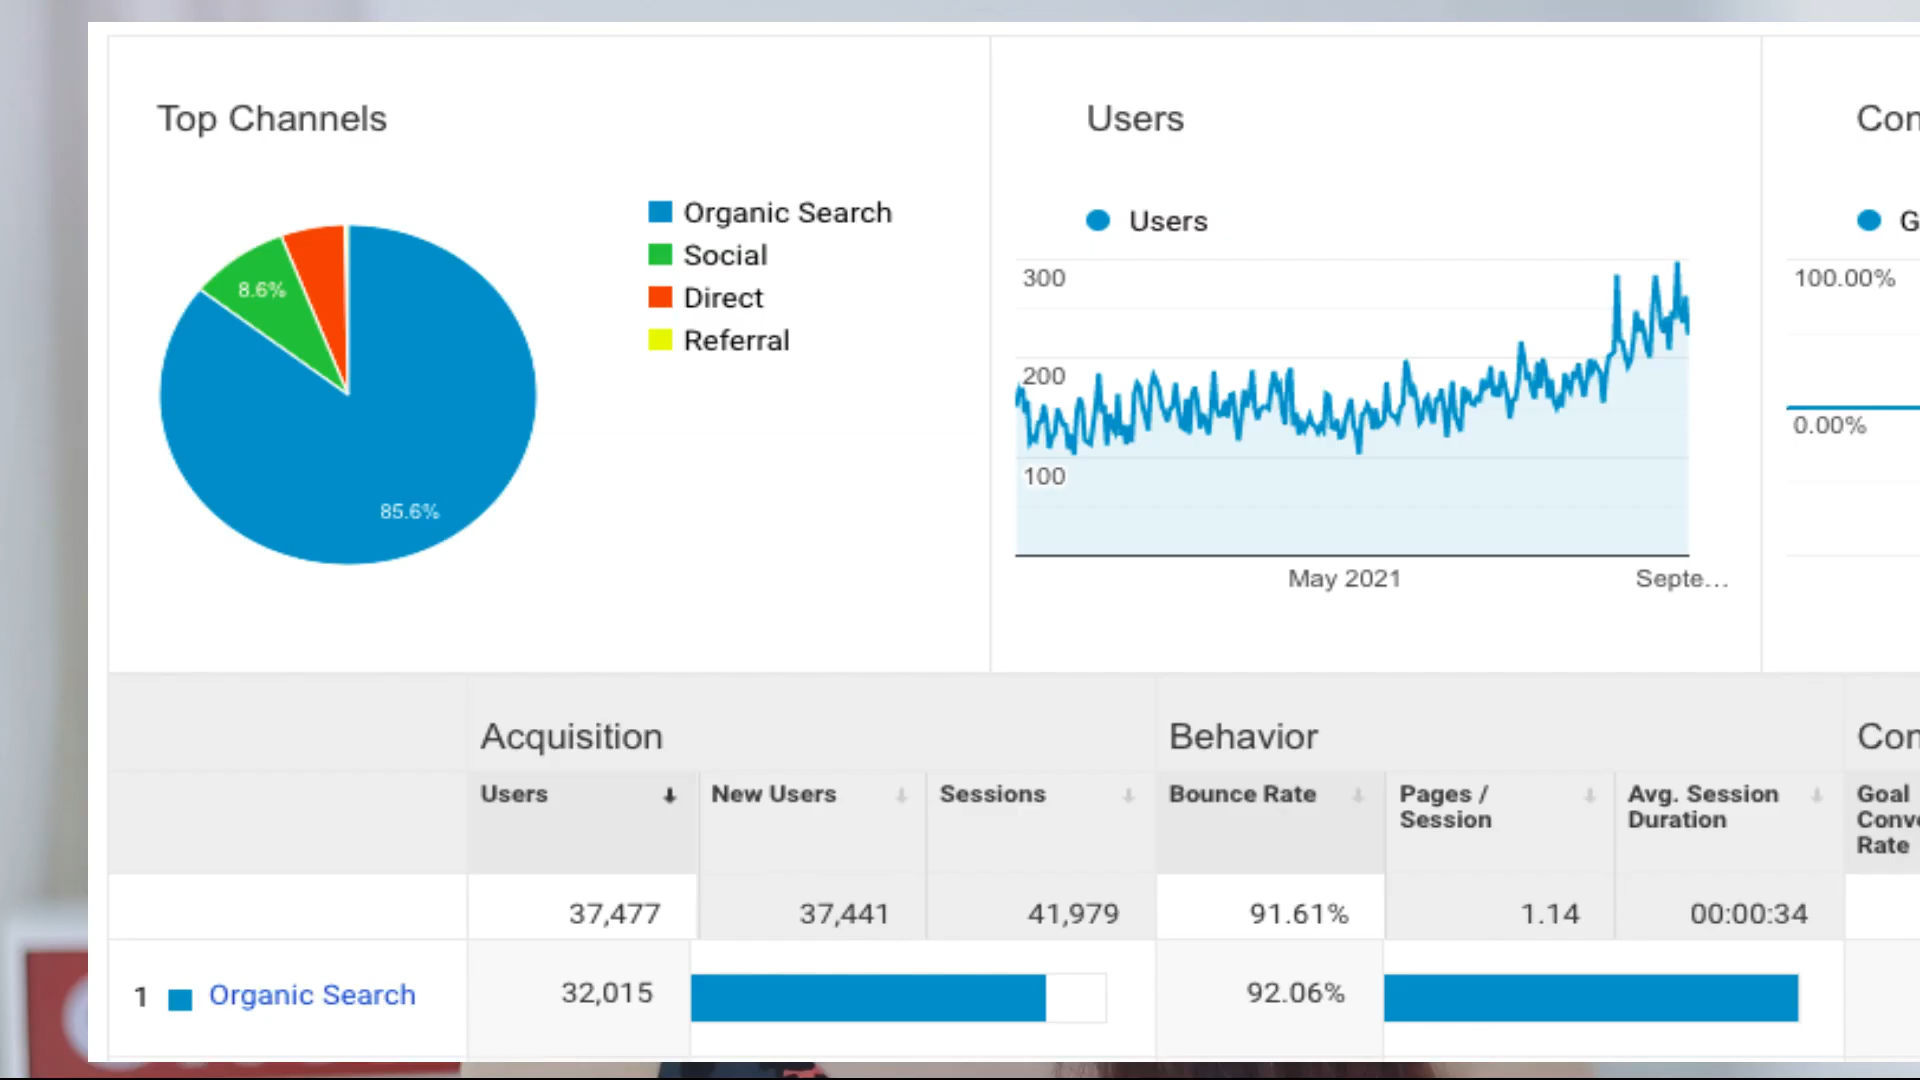 Top Channels
Organic Search
Social
Direct
Referral
8.6%
85.6%
Users
Users
300
200
100
May 2021
Septe...
Con
G
100.00%
0.00%
Acquisition
Behavior
Con
Users
New Users
Sessions
Bounce Rate
Pages /
Session
Avg. Session
Duration
Goal
Conve
Rate
37,477
37,441
41,979
91.61%
1.14
00:00:34
1
Organic Search
32,015
92.06%